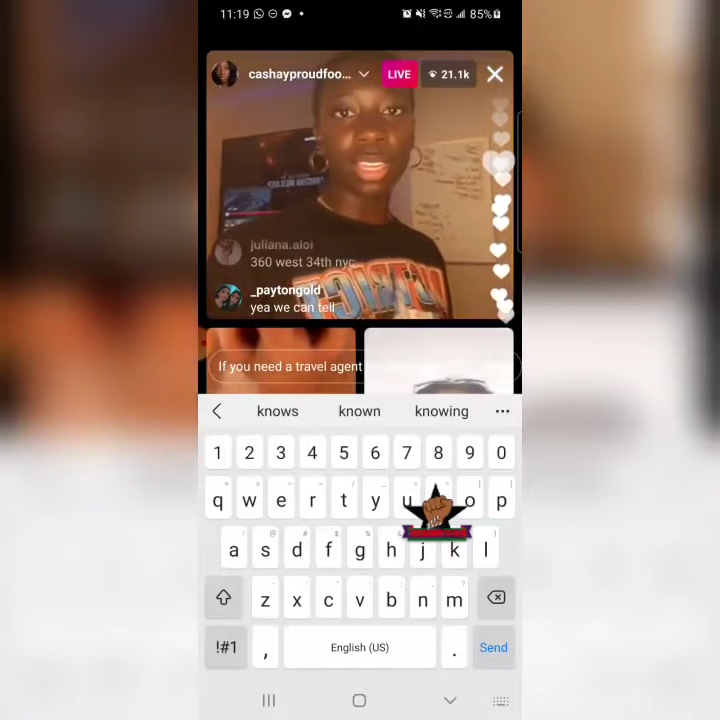 11:19
85%
cashayproudfoo...
LIVE
21.1k
juliana.aloi
360 west 34th nyc
_paytongold
yea we can tell
If you need a travel agent
knows known knowing
1 2 3 4 5 6 7 8 9 0
q w e r t y u o p
a s d f g h j k l
z x c v b n m
!#1 , English (US) . Send